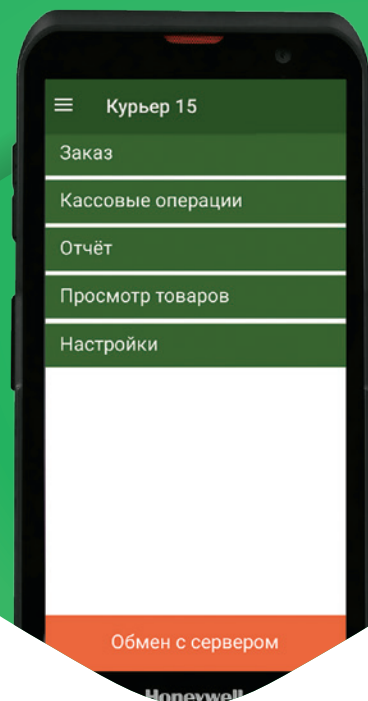 Курьер 15
Заказ
Кассовые операции
Отчёт
Просмотр товаров
Настройки
Обмен с сервером
Honeywell